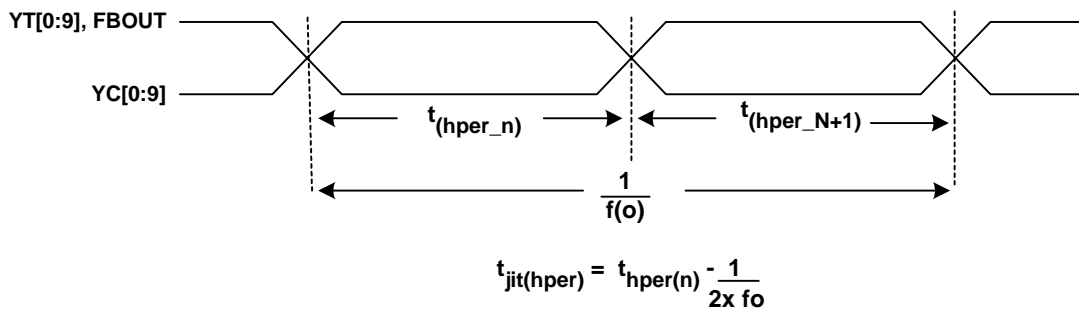 YT[0:9], FBOUT
YC[0:9]
t(hper_n)
t(hper_N+1)
1
f(o)
tjit(hper) = thper(n) - 1
2x fo